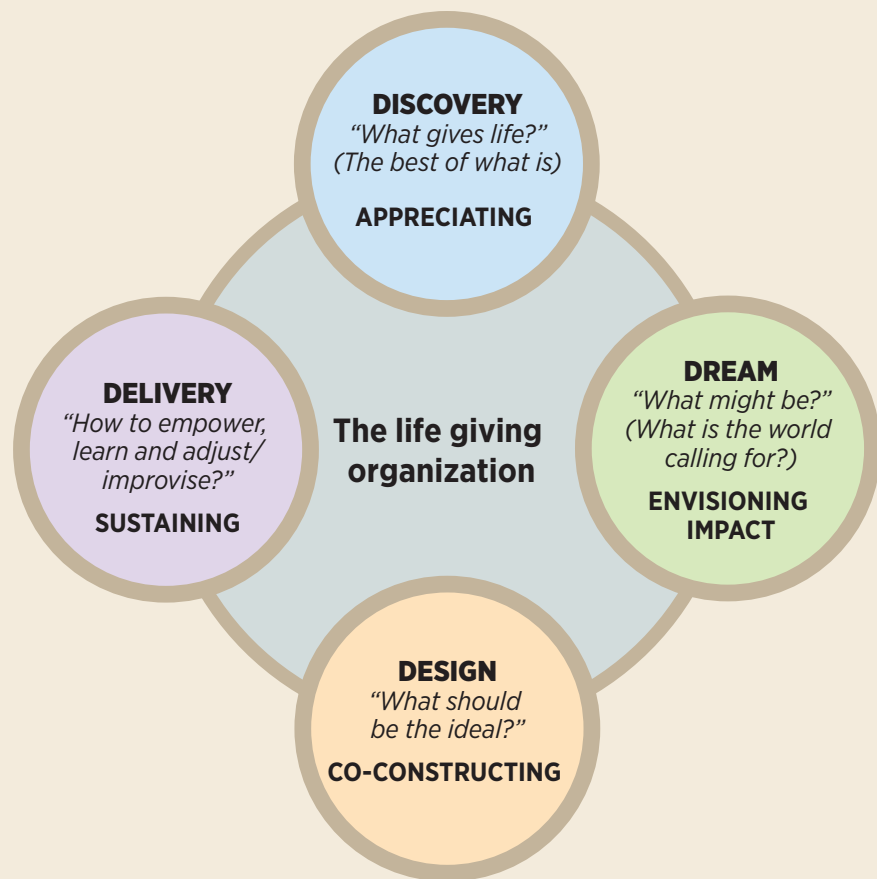 DISCOVERY
“What gives life?”
(The best of what is)
APPRECIATING
DREAM
“What might be?”
(What is the world
calling for?)
ENVISIONING
IMPACT
DESIGN
“What should
be the ideal?”
CO-CONSTRUCTING
DELIVERY
“How to empower,
learn and adjust/
improvise?”
SUSTAINING
The life giving
organization